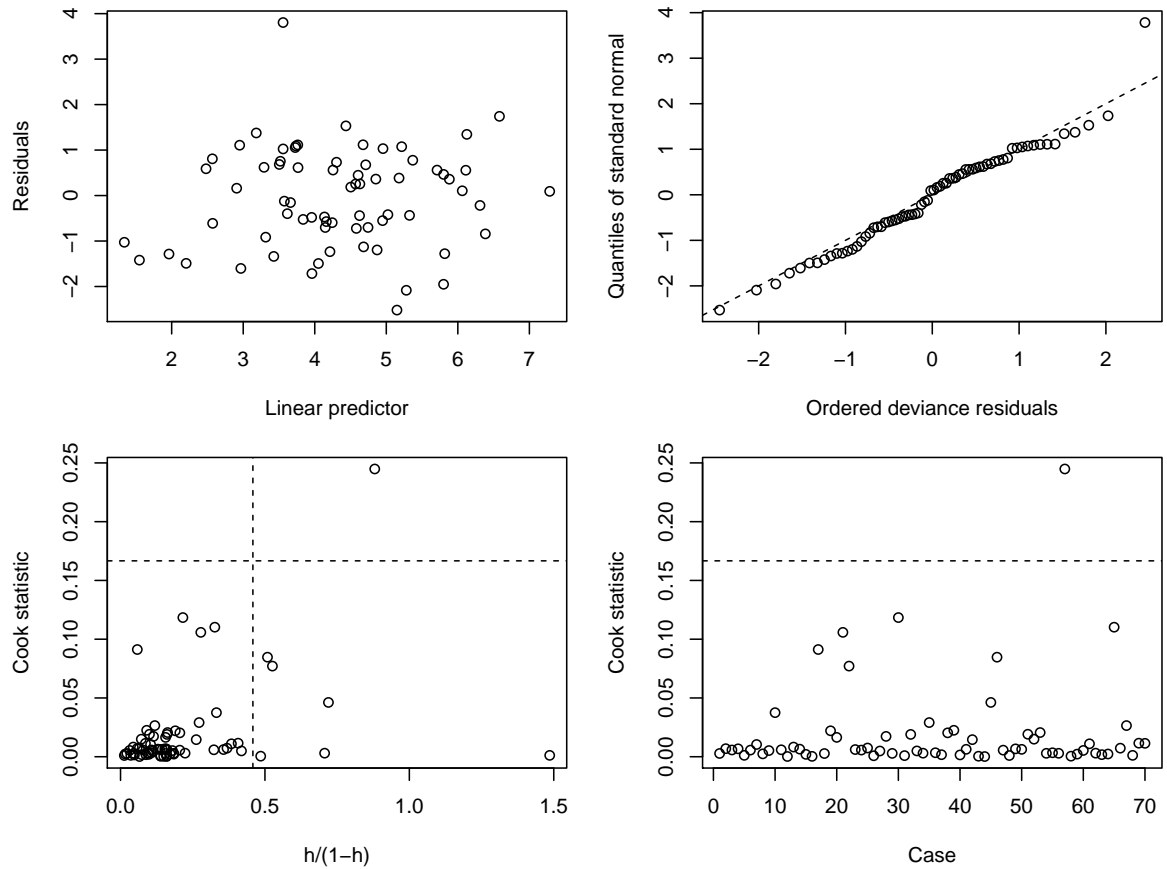 4
3
2
1
0
−1
−2
Residuals
2 3 4 5 6 7
Linear predictor
4
3
2
1
0
−1
−2
Quantiles of standard normal
−2 −1 0 1 2
Ordered deviance residuals
0.25
0.20
0.15
0.10
0.05
0.00
Cook statistic
0.0 0.5 1.0 1.5
h/(1−h)
0.25
0.20
0.15
0.10
0.05
0.00
Cook statistic
0 10 20 30 40 50 60 70
Case